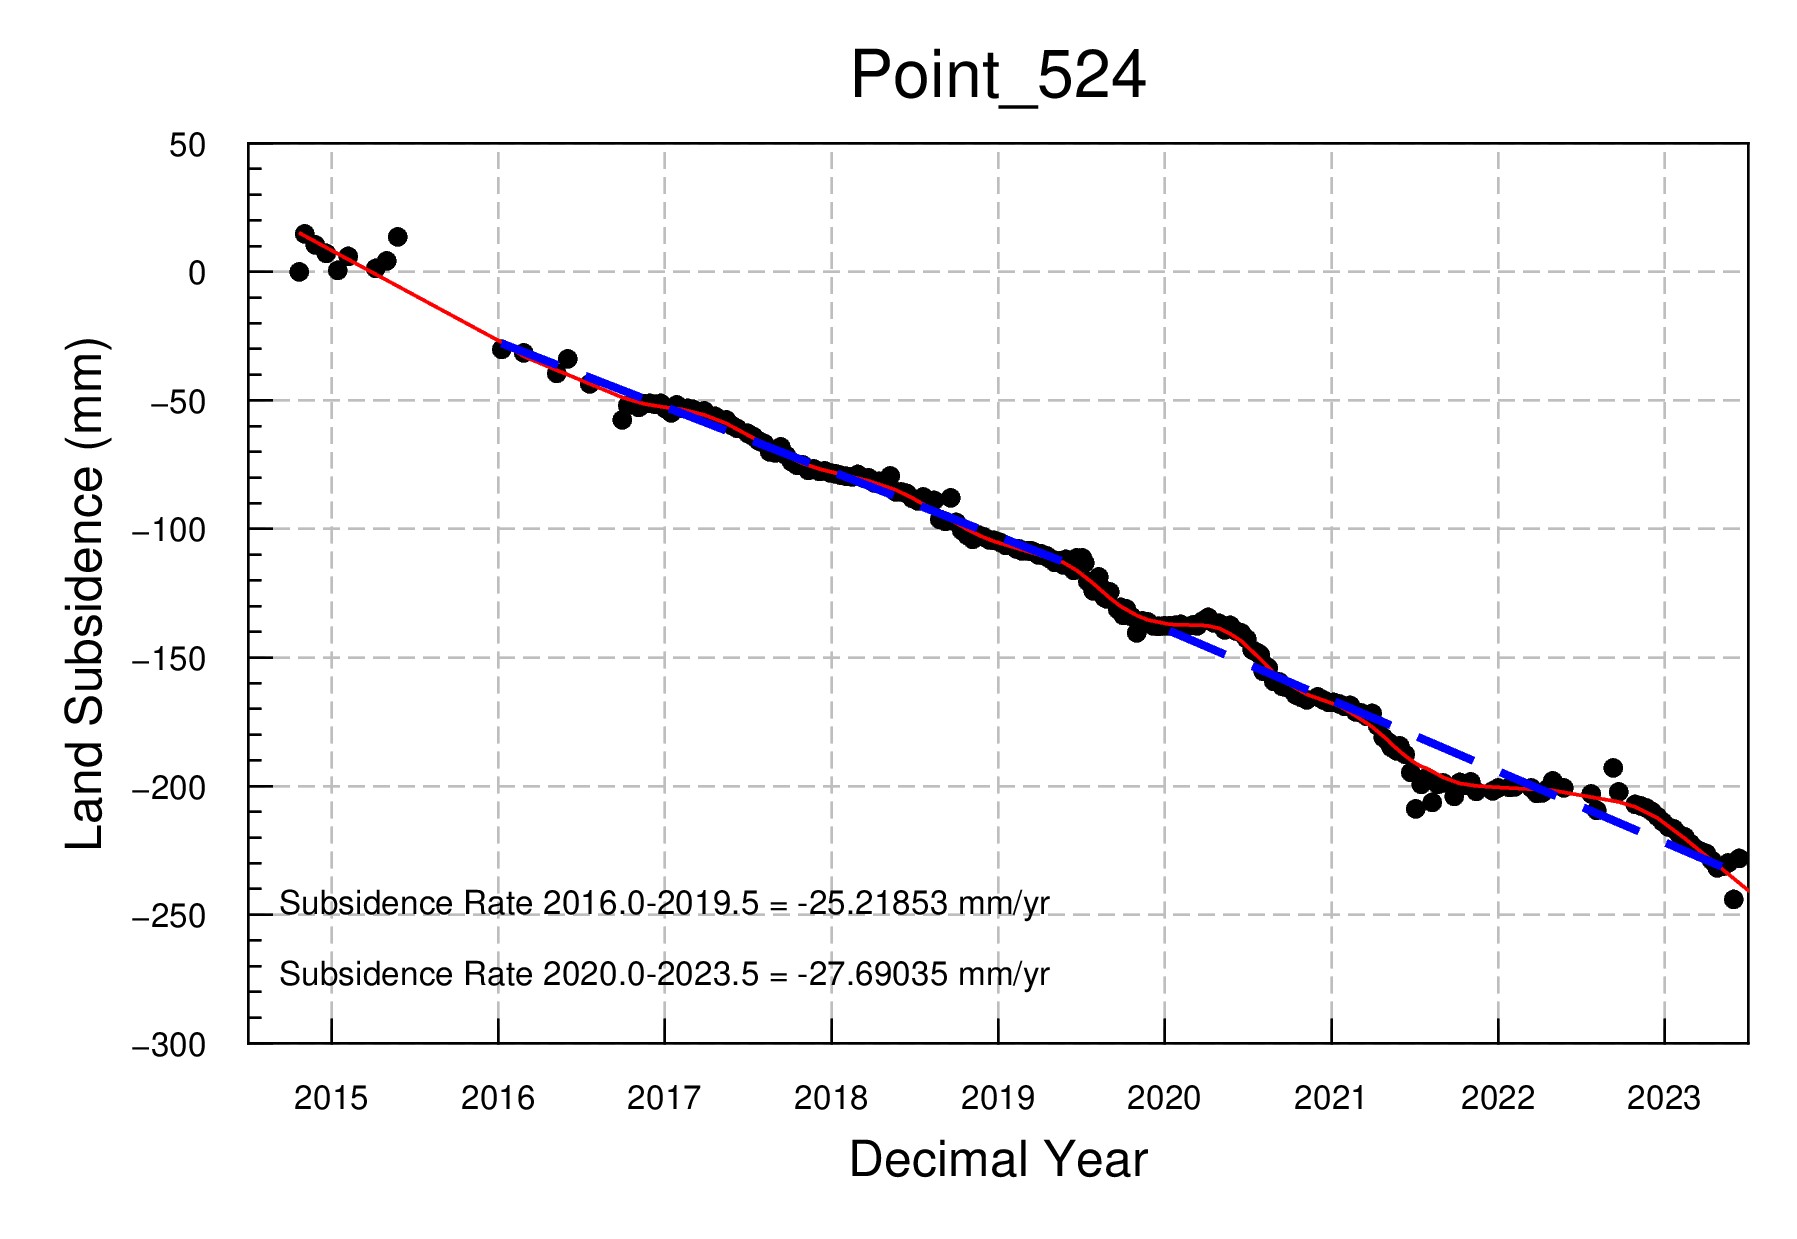 Point_524
50
0
−50
−100
−150
−200
−250
−300
Land Subsidence (mm)
Subsidence Rate 2016.0-2019.5 = -25.21853 mm/yr
Subsidence Rate 2020.0-2023.5 = -27.69035 mm/yr
2015 2016 2017 2018 2019 2020 2021 2022 2023
Decimal Year